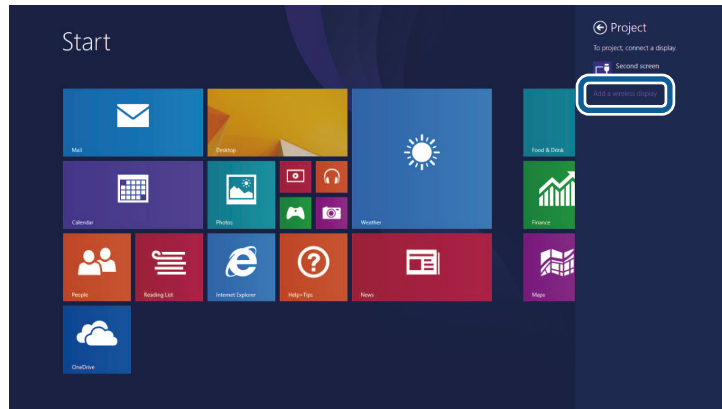 Start
Project
To project, connect a display.
Second screen
Add a wireless display
Mail
Desktop
Weather
Food & Drink
Calendar
Photos
Finance
People
Reading List
Internet Explorer
Help+Tips
News
Maps
OneDrive